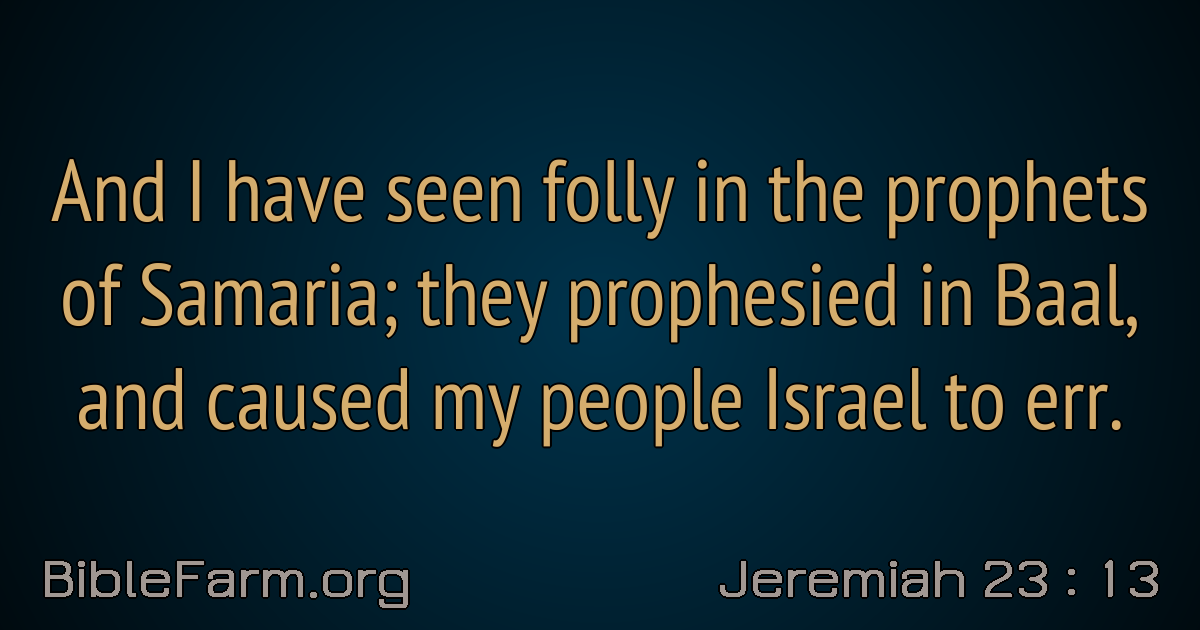 And I have seen folly in the prophets
of Samaria; they prophesied in Baal,
and caused my people Israel to err.
BibleFarm.org
Jeremiah 23 : 13